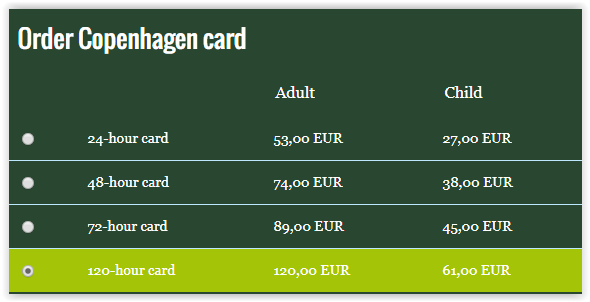 Order Copenhagen card
Adult Child
24-hour card 53,00 EUR 27,00 EUR
48-hour card 74,00 EUR 38,00 EUR
72-hour card 89,00 EUR 45,00 EUR
120-hour card 120,00 EUR 61,00 EUR